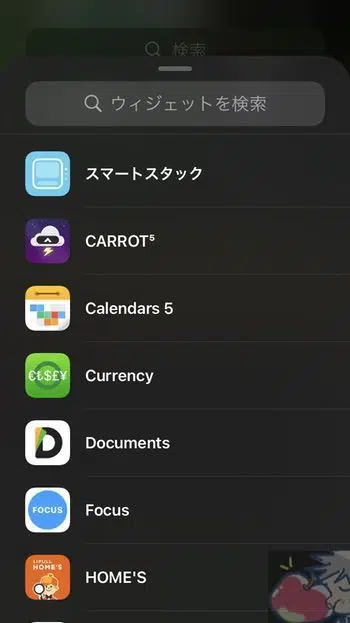 検索
ウィジェットを検索
スマートスタック
CARROT⁵
Calendars 5
€₺$£¥
Currency
Documents
FOCUS
Focus
LIFULL
HOME'S
HOME'S